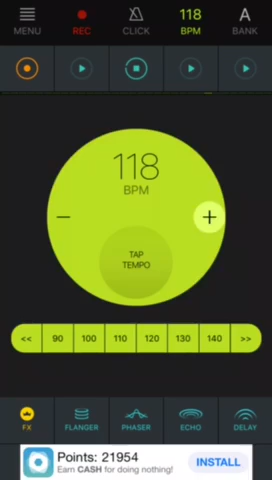 118 A
MENU REC CLICK BPM BANK
118
BPM
− +
TAP
TEMPO
<< 90 100 110 120 130 140 >>
FX FLANGER PHASER ECHO DELAY
Points: 21954
Earn CASH for doing nothing!
INSTALL